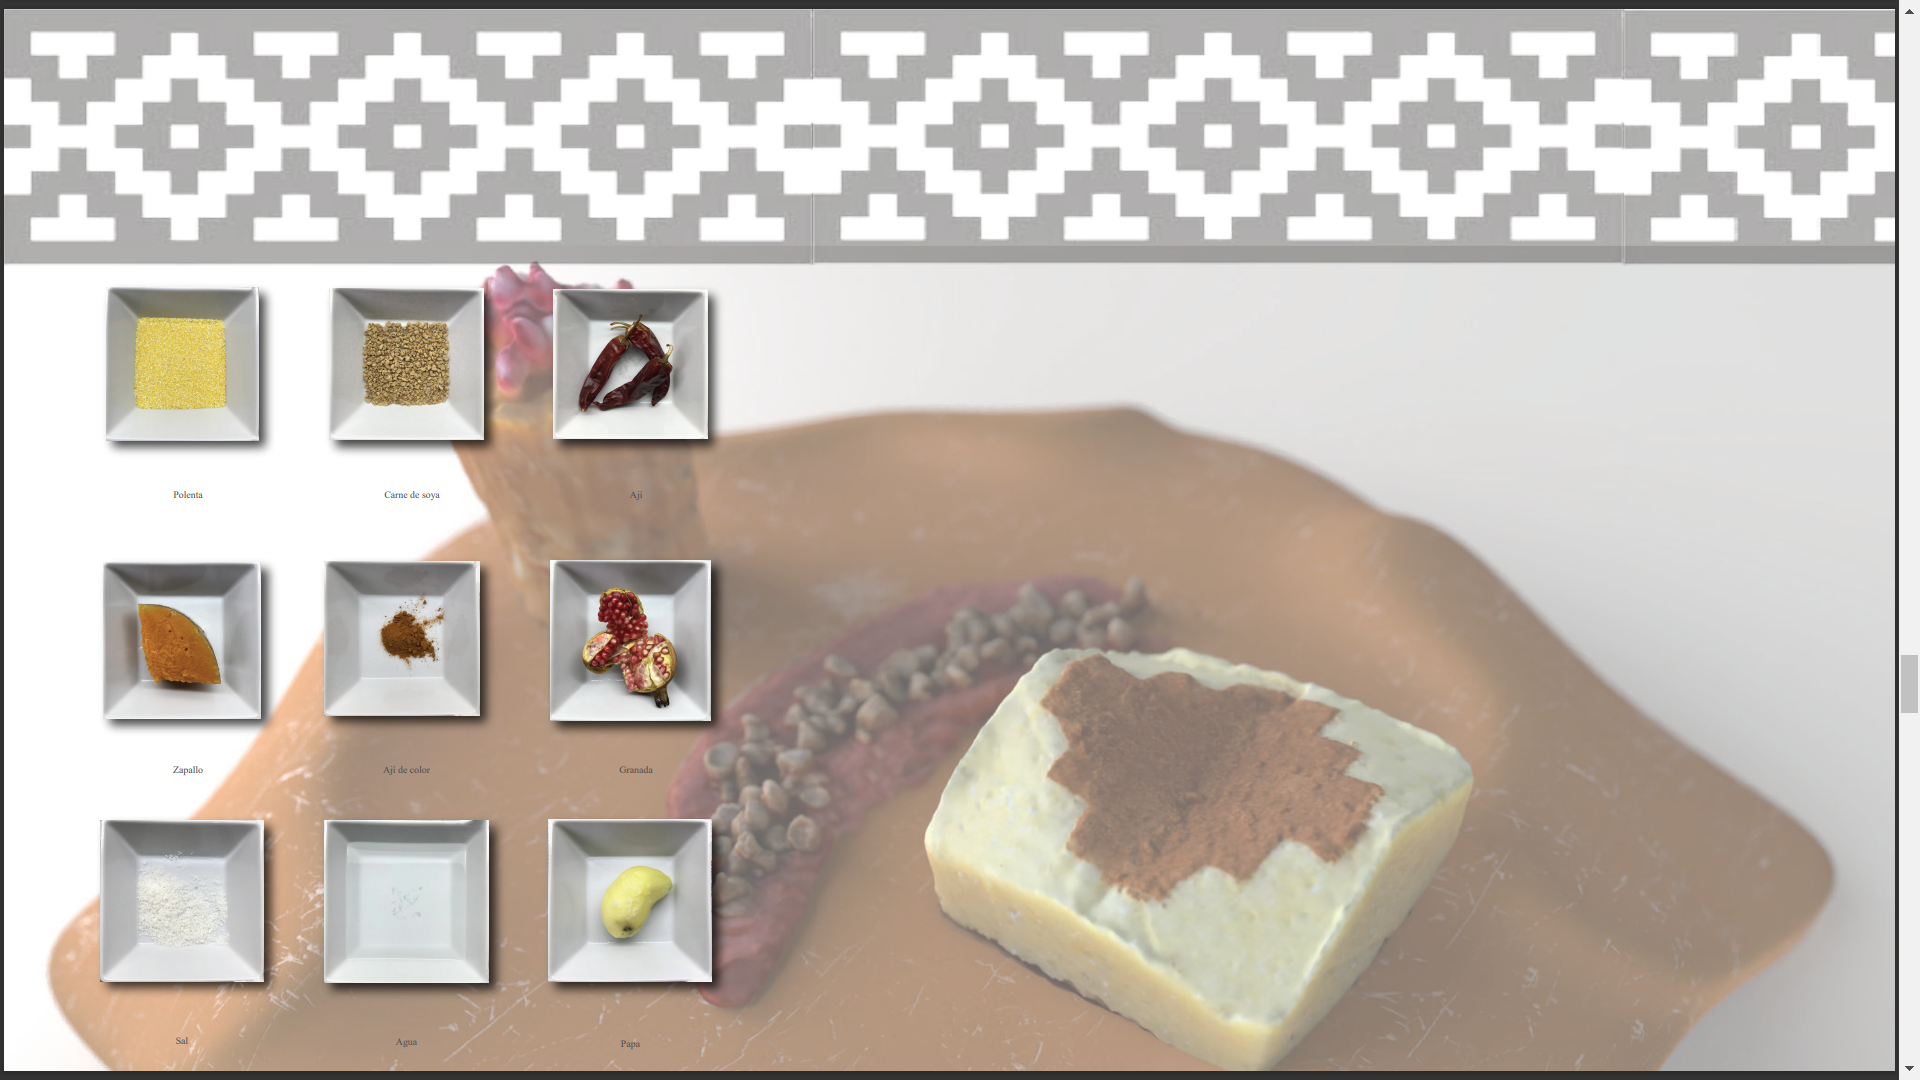 Polenta
Carne de soya
Ají
Zapallo
Ají de color
Granada
Sal
Agua
Papa